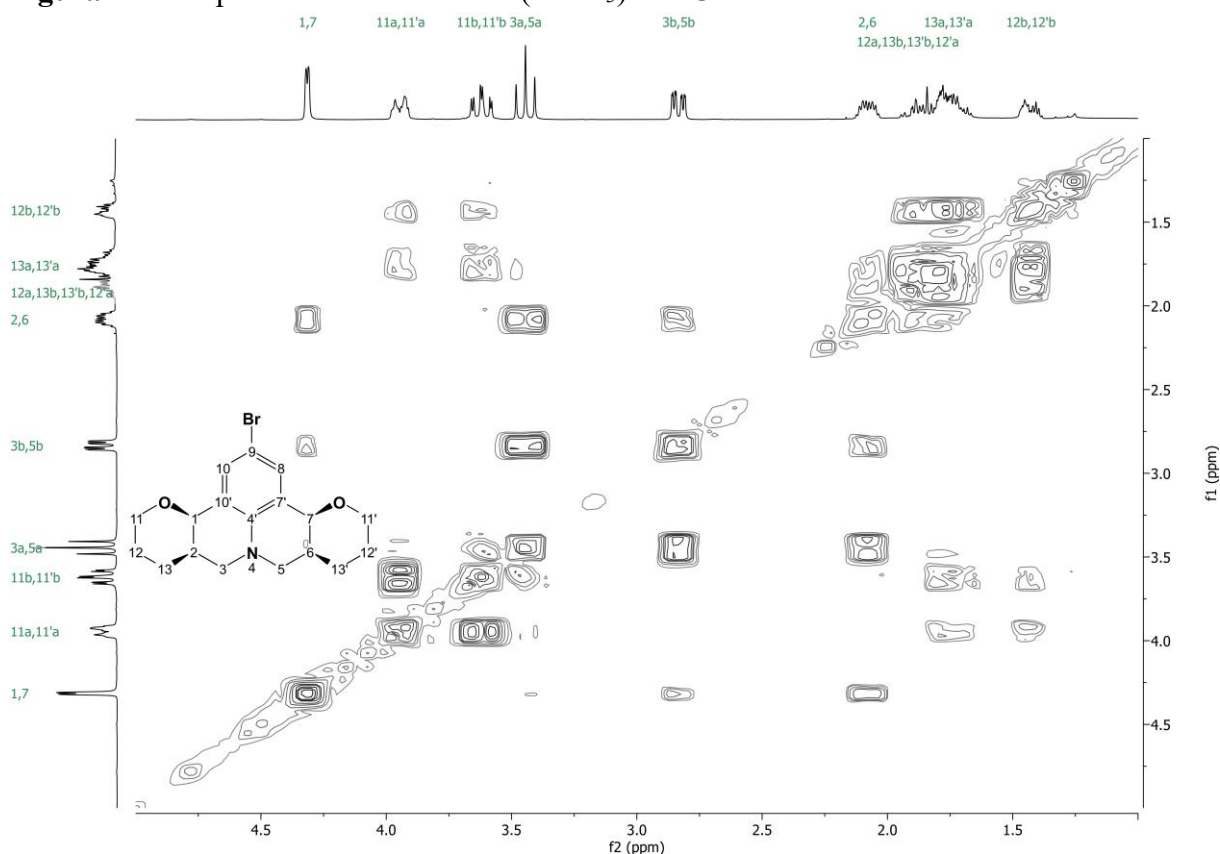 1,7 11a,11'a 11b,11'b 3a,5a 3b,5b 2,6 13a,13'a 12b,12'b
12a,13b,13'b,12'a
12b,12'b
13a,13'a
12a,13b,13'b,12'a
2,6
3b,5b
3a,5a
11b,11'b
11a,11'a
1,7
Br
9
10 8
O 10' 7' O
11 1 4' 7 11'
12 2 N 6 12'
13 3 4 5 13'
1.5
2.0
2.5
3.0
3.5
4.0
4.5
f1 (ppm)
4.5 4.0 3.5 3.0 2.5 2.0 1.5
f2 (ppm)